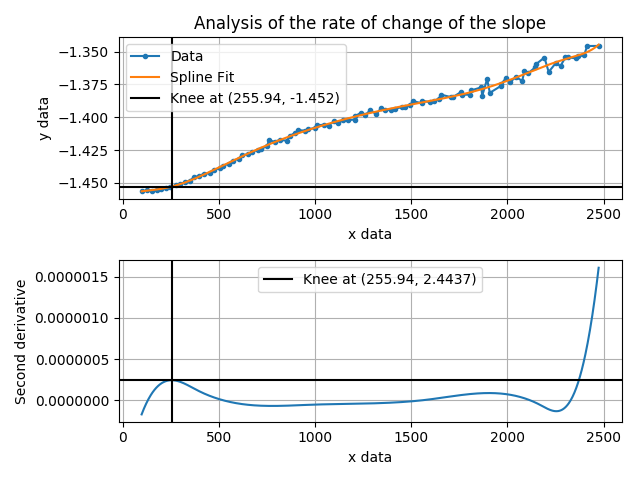 Analysis of the rate of change of the slope
−1.350
−1.375
−1.400
−1.425
−1.450
y data
Data
Spline Fit
Knee at (255.94, -1.452)
0
500
1000
1500
2000
2500
x data
0.0000015
0.0000010
0.0000005
0.0000000
Second derivative
Knee at (255.94, 2.4437)
0
500
1000
1500
2000
2500
x data